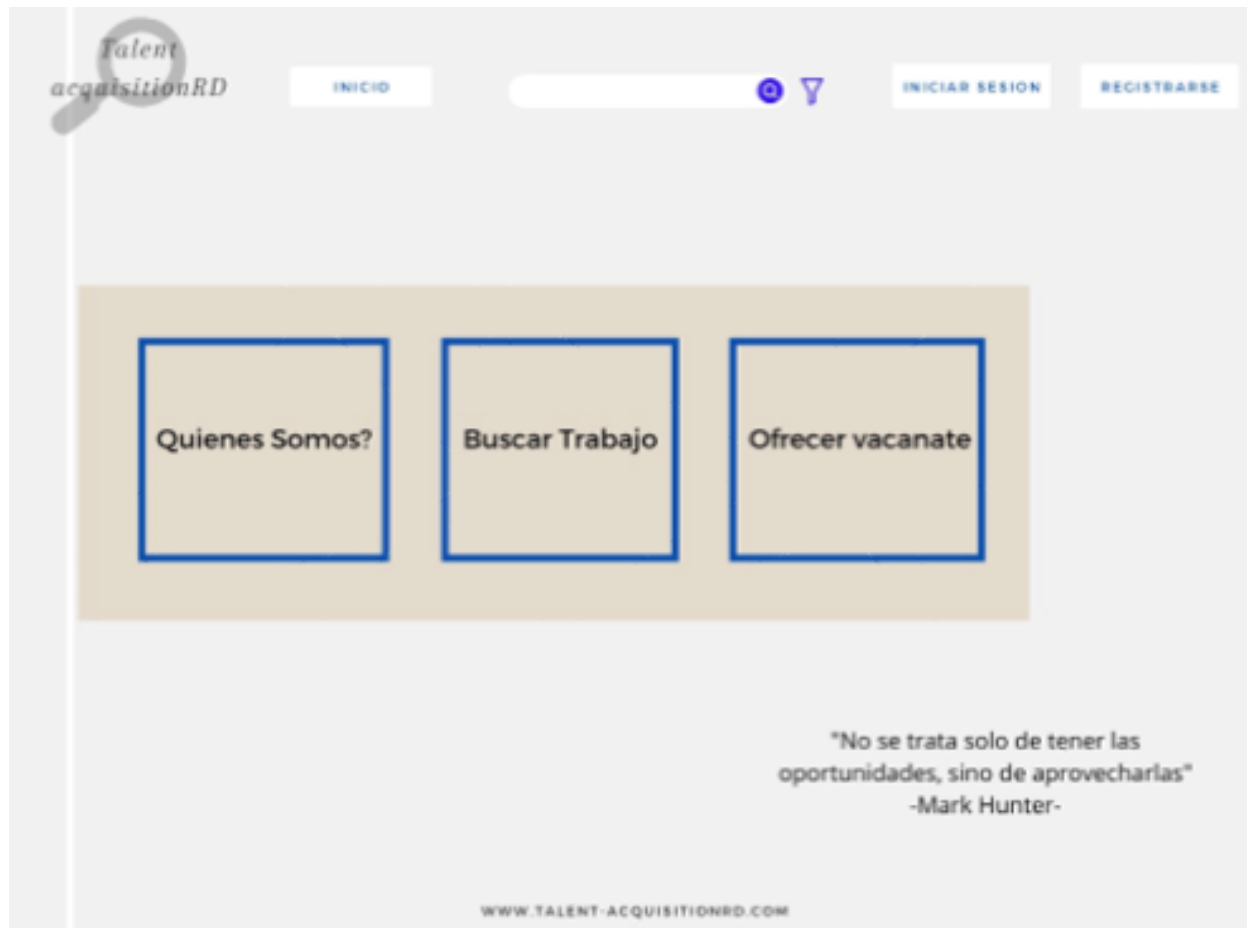 Talent
acquisitionRD
INICIO
INICIAR SESION
REGISTRARSE
Quienes Somos?
Buscar Trabajo
Ofrecer vacanate
"No se trata solo de tener las
oportunidades, sino de aprovecharlas"
-Mark Hunter-
WWW.TALENT-ACQUISITIONRD.COM